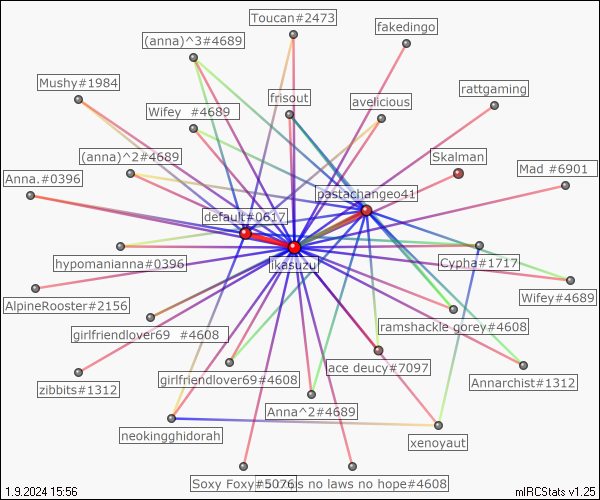 Toucan#2473
fakedingo
(anna)^3#4689
Mushy#1984
frisout
avelicious
rattgaming
Wifey #4689
(anna)^2#4689
Skalman
Mad #6901
Anna.#0396
pastachangeo41
default#0617
hypomanianna#0396
ikasuzu
Cypha#1717
AlpineRooster#2156
Wifey#4689
ramshackle gorey#4608
girlfriendlover69 #4608
ace deucy#7097
zibbits#1312
girlfriendlover69#4608
Annarchist#1312
Anna^2#4689
neokingghidorah
xenoyaut
Soxy Foxy#5076
no laws no hope#4608
1.9.2024 15:56
mIRCStats v1.25